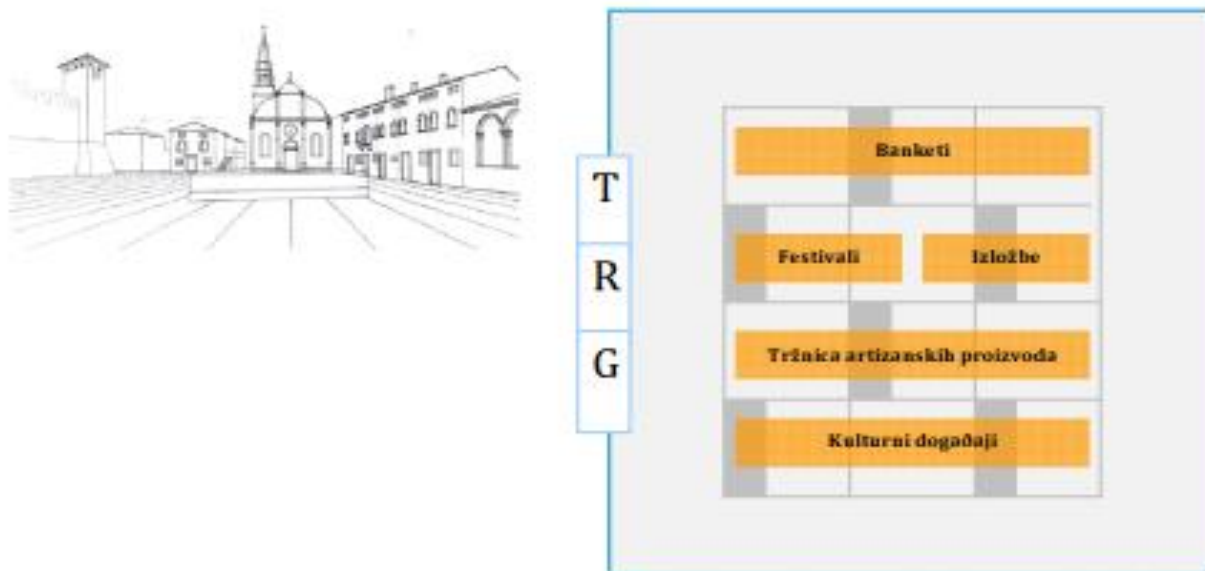 T
R
G
Banketi
Festivali
Izložbe
Tržnica artizanskih proizvoda
Kulturni događaji